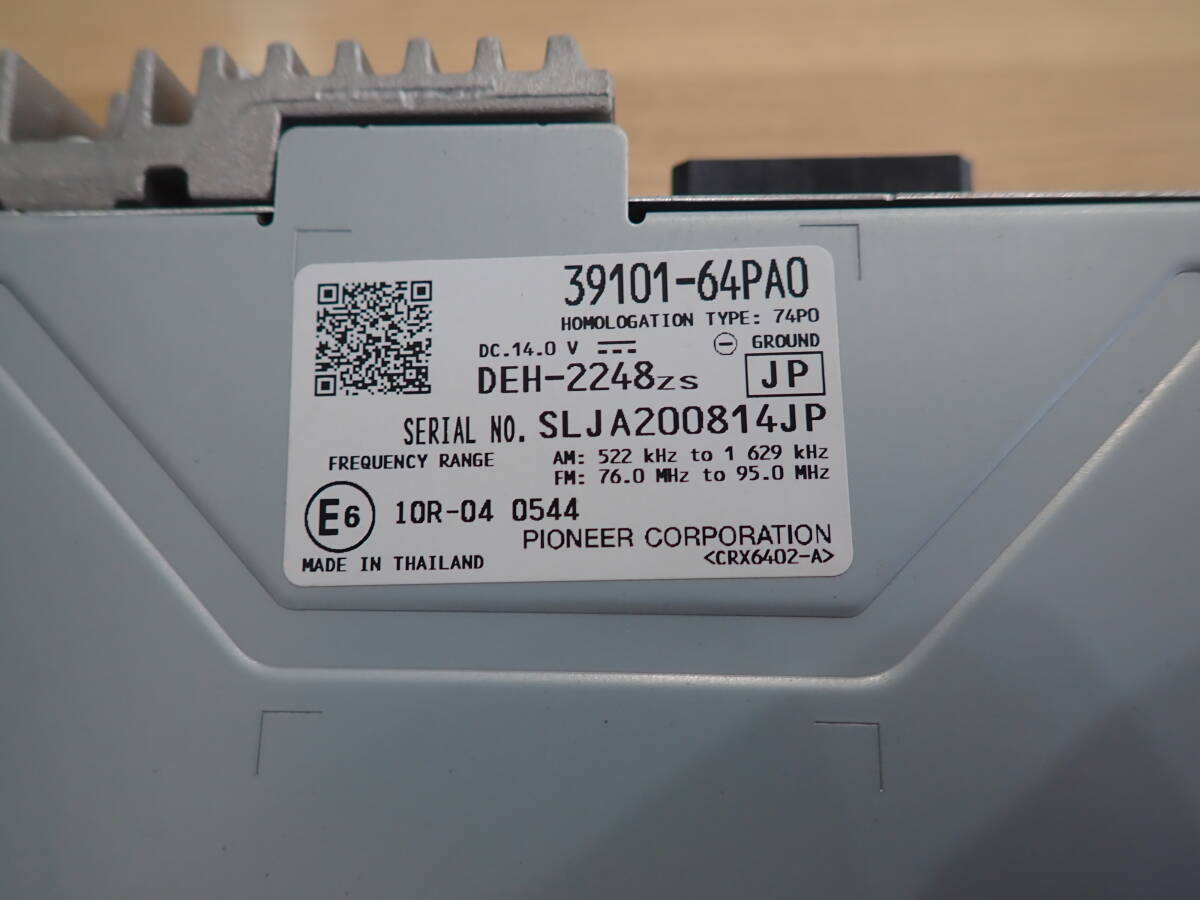 39101-64PA0
HOMOLOGATION TYPE: 74P0
DC.14.0 V ⊖ GROUND
DEH-2248ZS JP
SERIAL NO. SLJA200814JP
FREQUENCY RANGE AM: 522 kHz to 1 629 kHz
FM: 76.0 MHz to 95.0 MHz
E6 10R-04 0544
PIONEER CORPORATION
MADE IN THAILAND <CRX6402-A>